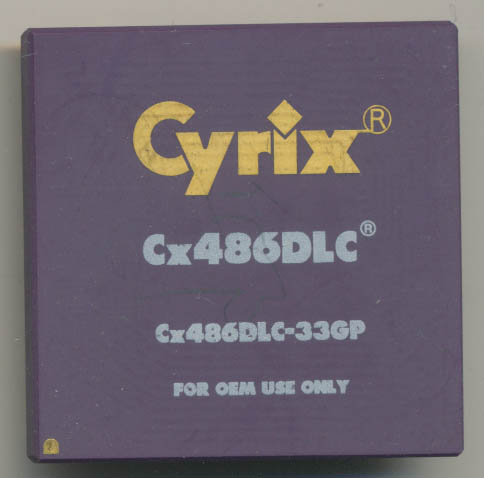 Cyrix®
Cx486DLC®
Cx486DLC-33GP
FOR OEM USE ONLY